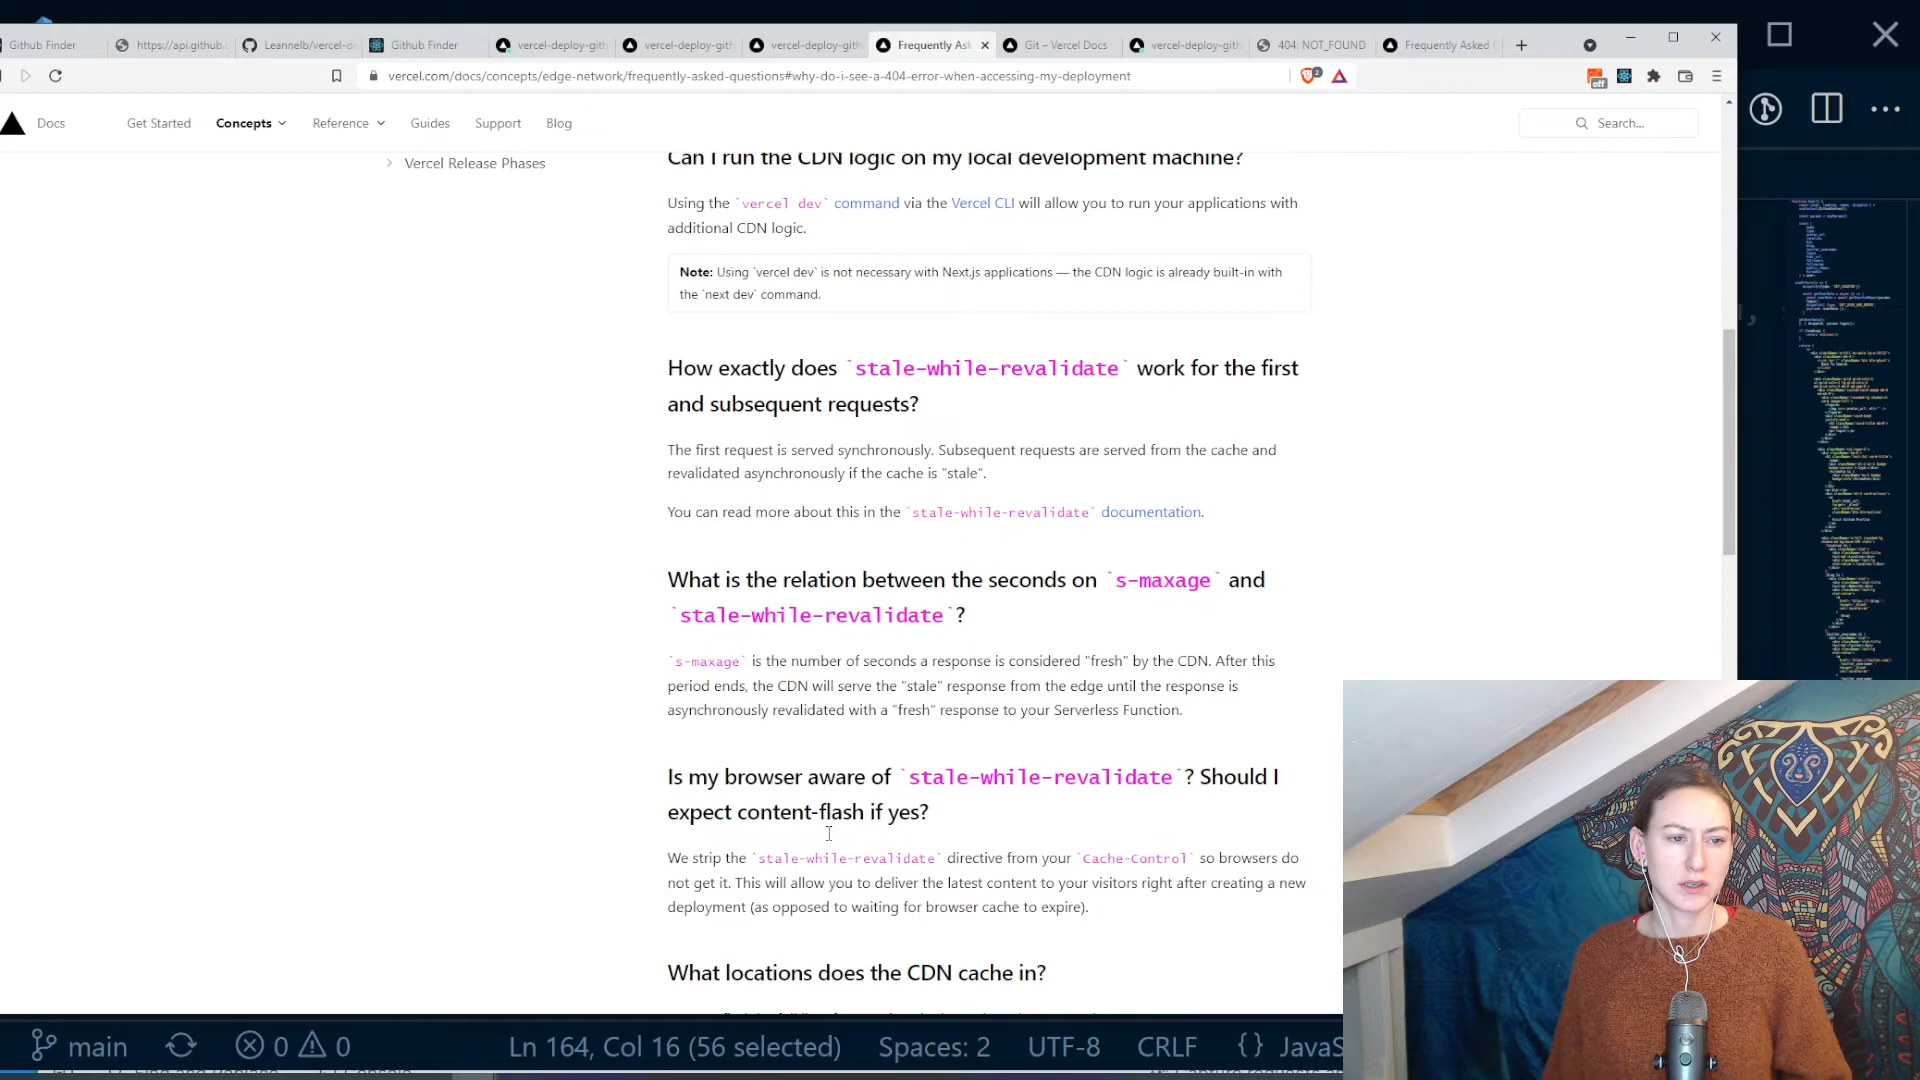 Github Finder
https://api.github.c
Leannelb/vercel-de
Github Finder
vercel-deploy-gith
vercel-deploy-gith
vercel-deploy-gith
Frequently Ask
Git – Vercel Docs
vercel-deploy-gith
404: NOT_FOUND
Frequently Asked Q
vercel.com/docs/concepts/edge-network/frequently-asked-questions#why-do-i-see-a-404-error-when-accessing-my-deployment
2
off
Docs
Get Started
Concepts
Reference
Guides
Support
Blog
Search...
Vercel Release Phases
Can I run the CDN logic on my local development machine?
Using the `vercel dev` command via the Vercel CLI will allow you to run your applications with
additional CDN logic.
Note: Using `vercel dev` is not necessary with Next.js applications — the CDN logic is already built-in with
the `next dev` command.
How exactly does `stale-while-revalidate` work for the first
and subsequent requests?
The first request is served synchronously. Subsequent requests are served from the cache and
revalidated asynchronously if the cache is "stale".
You can read more about this in the `stale-while-revalidate` documentation.
What is the relation between the seconds on `s-maxage` and
`stale-while-revalidate`?
`s-maxage` is the number of seconds a response is considered "fresh" by the CDN. After this
period ends, the CDN will serve the "stale" response from the edge until the response is
asynchronously revalidated with a "fresh" response to your Serverless Function.
Is my browser aware of `stale-while-revalidate`? Should I
expect content-flash if yes?
We strip the `stale-while-revalidate` directive from your `Cache-Control` so browsers do
not get it. This will allow you to deliver the latest content to your visitors right after creating a new
deployment (as opposed to waiting for browser cache to expire).
What locations does the CDN cache in?
main
0
0
Ln 164, Col 16 (56 selected)
Spaces: 2
UTF-8
CRLF
{} JavaS